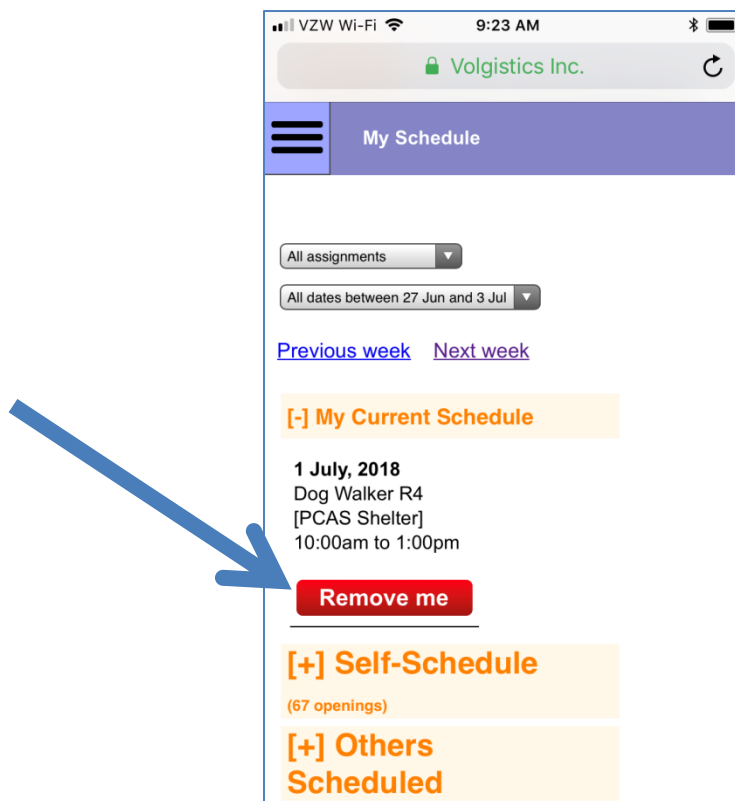 VZW Wi-Fi 9:23 AM
Volgistics Inc.
My Schedule
All assignments
All dates between 27 Jun and 3 Jul
Previous week Next week
[-] My Current Schedule
1 July, 2018
Dog Walker R4
[PCAS Shelter]
10:00am to 1:00pm
Remove me
[+] Self-Schedule
(67 openings)
[+] Others
Scheduled